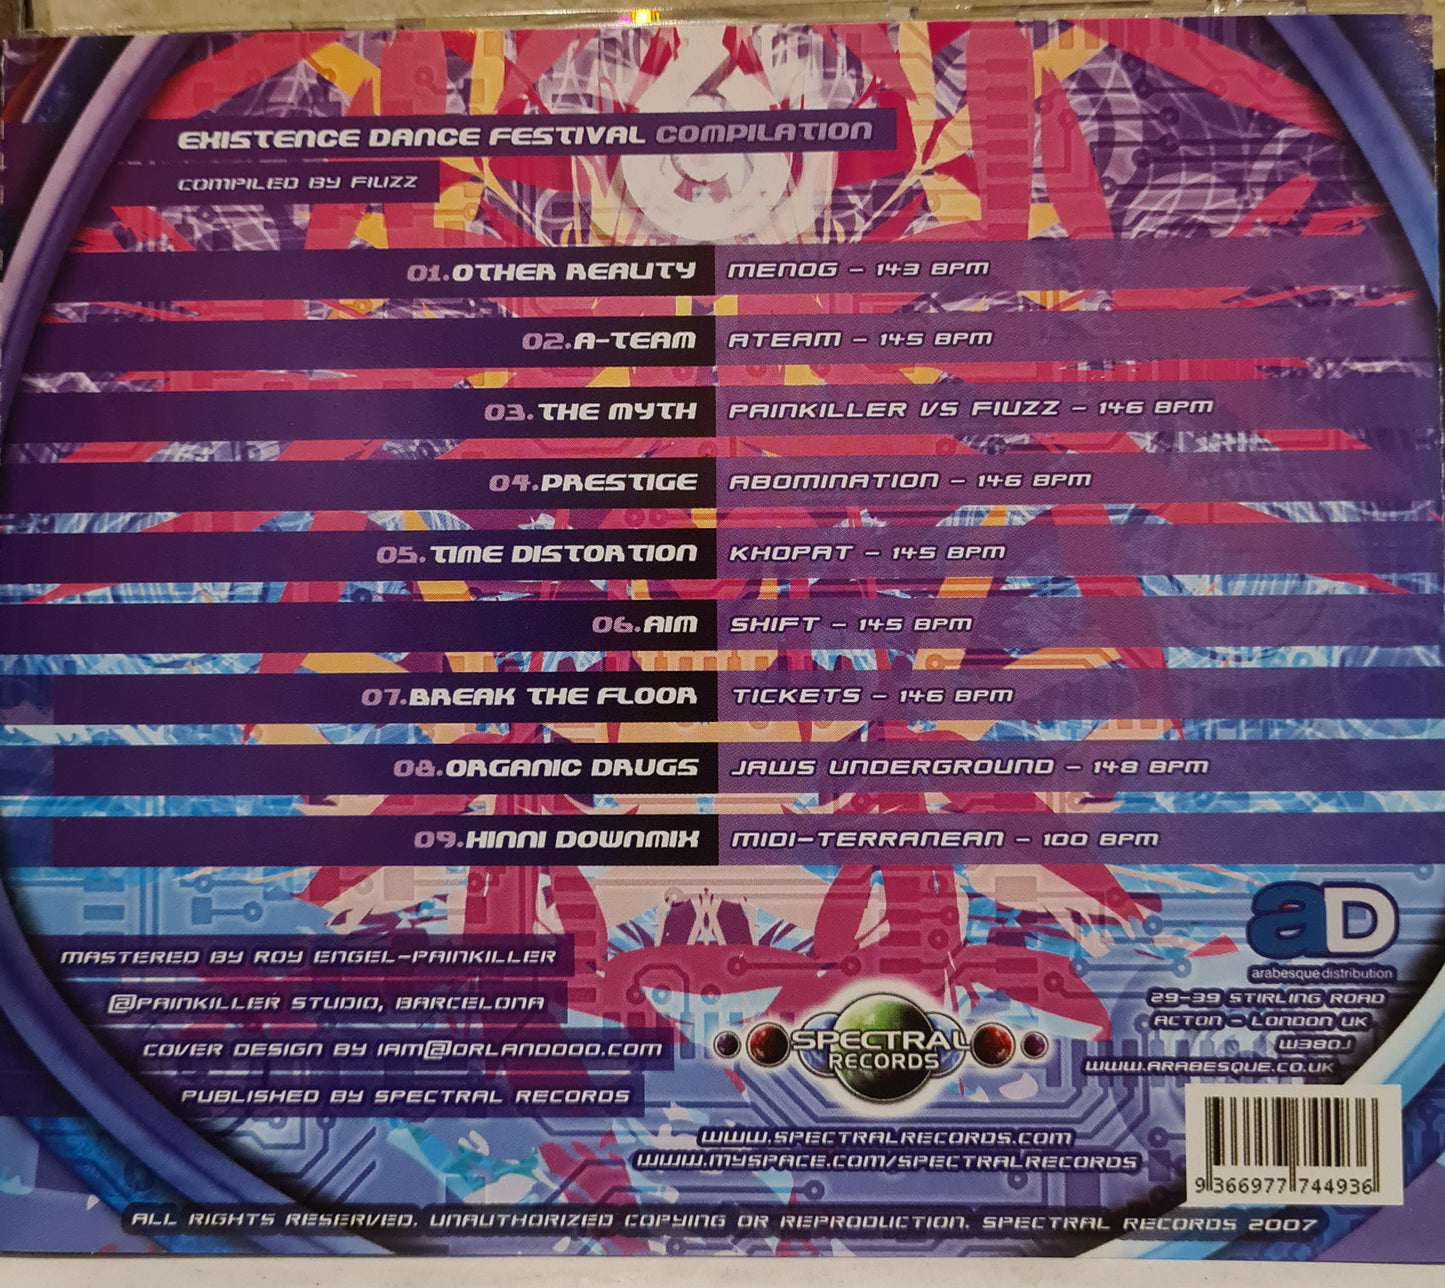 EXISTENCE DANCE FESTIVAL COMPILATION
COMPILED BY FIUZZ
01.OTHER REALITY MENOG - 143 BPM
02.A-TEAM ATEAM - 145 BPM
03.THE MYTH PAINKILLER VS FIUZZ - 146 BPM
04.PRESTIGE ABOMINATION - 146 BPM
05.TIME DISTORTION KHOPAT - 145 BPM
06.AIM SHIFT - 145 BPM
07.BREAK THE FLOOR TICKETS - 146 BPM
08.ORGANIC DRUGS JAWS UNDERGROUND - 148 BPM
09.HINNI DOWNMIX MIDI-TERRANEAN - 100 BPM
MASTERED BY ROY ENGEL-PAINKILLER
@PAINKILLER STUDIO, BARCELONA
COVER DESIGN BY IAM@ORLANDOOO.COM
PUBLISHED BY SPECTRAL RECORDS
SPECTRAL
RECORDS
aD
arabesque distribution
29-39 STIRLING ROAD
ACTON - LONDON UK
W38DJ
WWW.ARABESQUE.CO.UK
WWW.SPECTRALRECORDS.COM
WWW.MYSPACE.COM/SPECTRALRECORDS
9 366977 744936
ALL RIGHTS RESERVED. UNAUTHORIZED COPYING OR REPRODUCTION. SPECTRAL RECORDS 2007